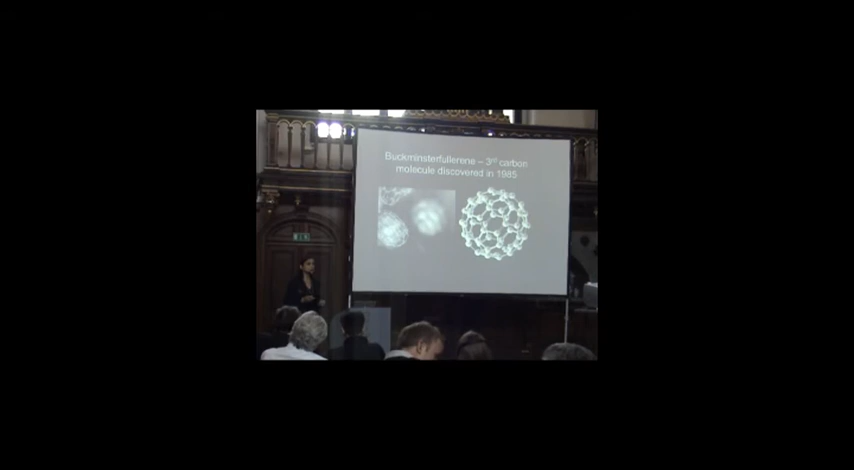 Buckminsterfullerene – 3rd carbon
molecule discovered in 1985